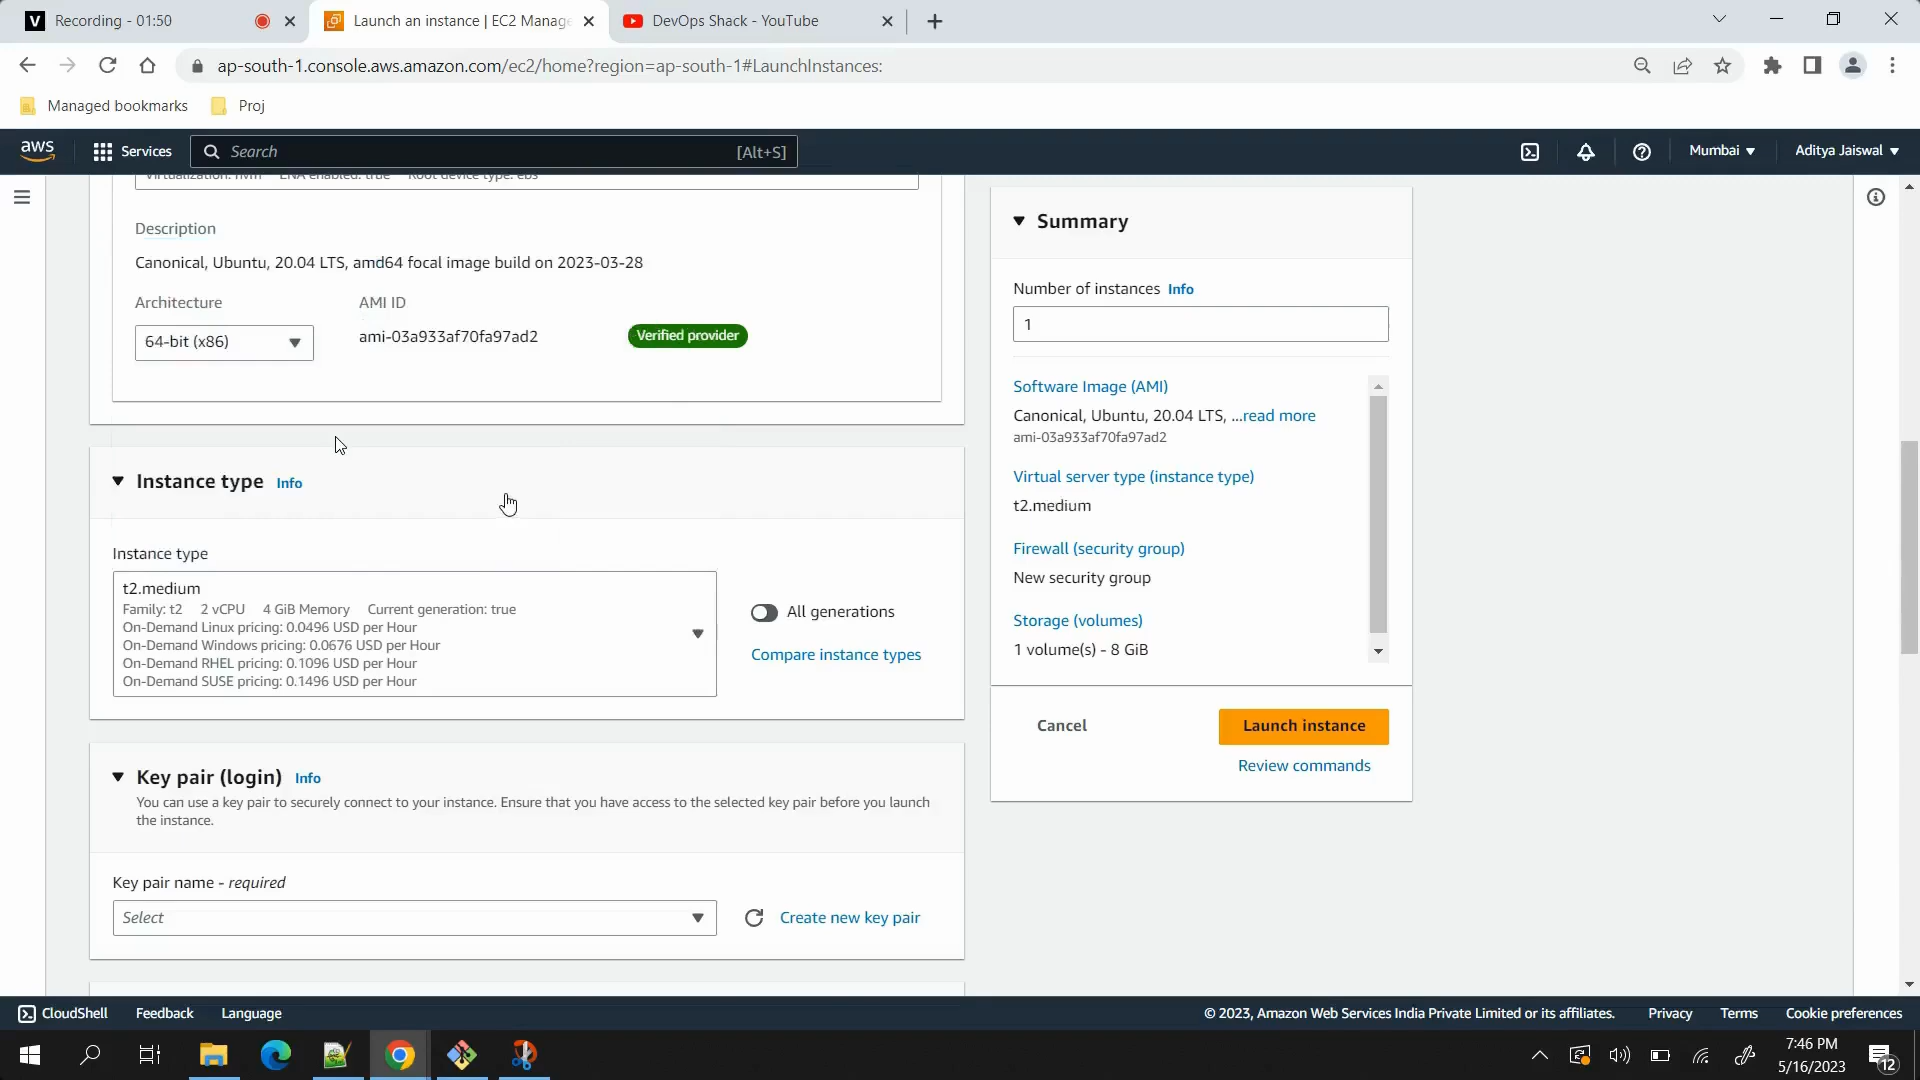 Recording - 01:50
Launch an instance | EC2 Manage
DevOps Shack - YouTube
ap-south-1.console.aws.amazon.com/ec2/home?region=ap-south-1#LaunchInstances:
Managed bookmarks
Proj
aws
Services
Search
[Alt+S]
Mumbai
Aditya Jaiswal
Virtualization: hvm ENA enabled: true Root device type: ebs
Description
Canonical, Ubuntu, 20.04 LTS, amd64 focal image build on 2023-03-28
Architecture
AMI ID
64-bit (x86)
ami-03a933af70fa97ad2
Verified provider
Instance type Info
Instance type
t2.medium
Family: t2 2 vCPU 4 GiB Memory Current generation: true
On-Demand Linux pricing: 0.0496 USD per Hour
On-Demand Windows pricing: 0.0676 USD per Hour
On-Demand RHEL pricing: 0.1096 USD per Hour
On-Demand SUSE pricing: 0.1496 USD per Hour
All generations
Compare instance types
Key pair (login) Info
You can use a key pair to securely connect to your instance. Ensure that you have access to the selected key pair before you launch
the instance.
Key pair name - required
Select
Create new key pair
Summary
Number of instances Info
1
Software Image (AMI)
Canonical, Ubuntu, 20.04 LTS, ...read more
ami-03a933af70fa97ad2
Virtual server type (instance type)
t2.medium
Firewall (security group)
New security group
Storage (volumes)
1 volume(s) - 8 GiB
Cancel
Launch instance
Review commands
CloudShell
Feedback
Language
© 2023, Amazon Web Services India Private Limited or its affiliates.
Privacy
Terms
Cookie preferences
7:46 PM
5/16/2023
12